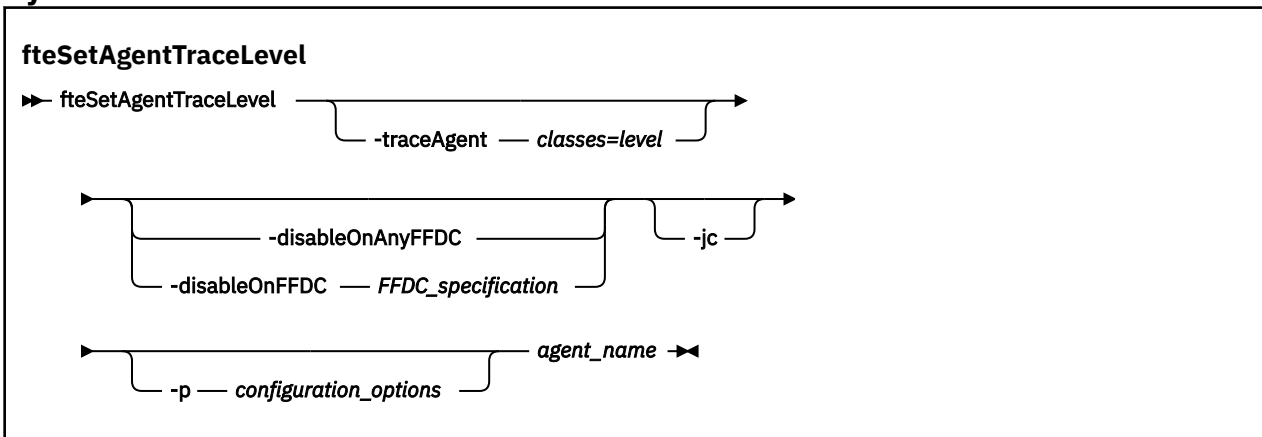 fteSetAgentTraceLevel
fteSetAgentTraceLevel
-traceAgent classes=level
-disableOnAnyFFDC
-jc
-disableOnFFDC FFDC_specification
agent_name
-p configuration_options